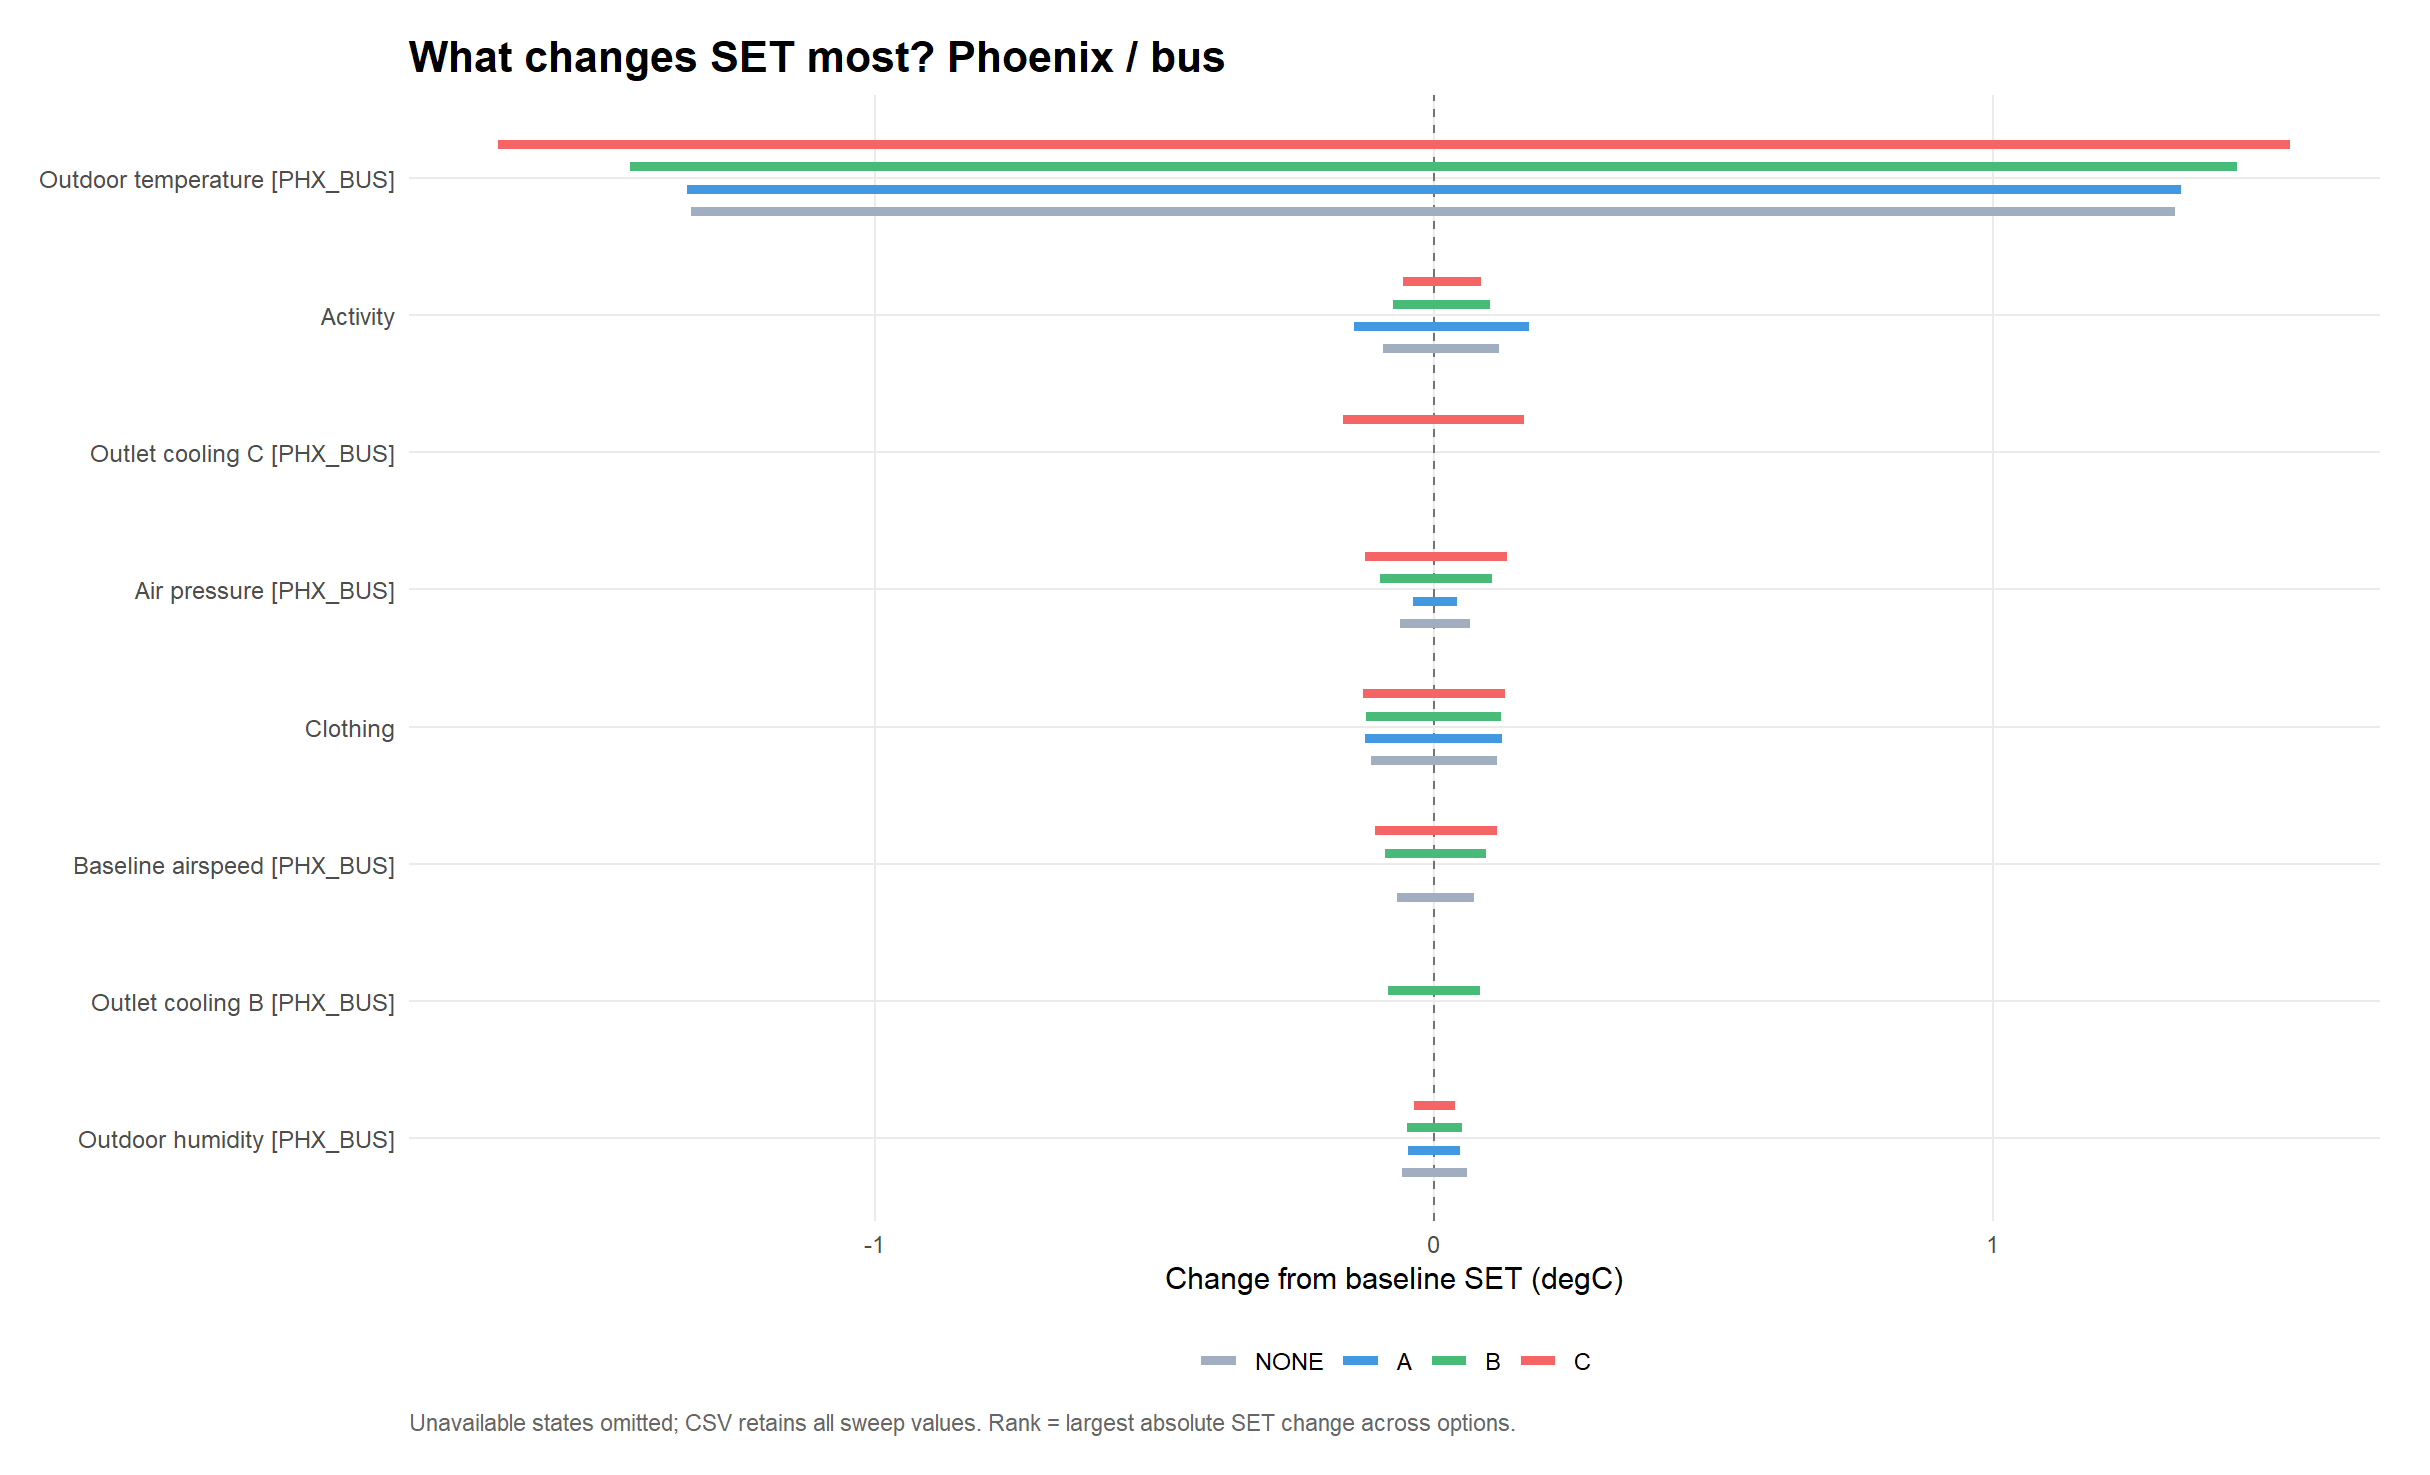 What changes SET most? Phoenix / bus
Outdoor temperature [PHX_BUS]
Activity
Outlet cooling C [PHX_BUS]
Air pressure [PHX_BUS]
Clothing
Baseline airspeed [PHX_BUS]
Outlet cooling B [PHX_BUS]
Outdoor humidity [PHX_BUS]
-1 0 1
Change from baseline SET (degC)
NONE A B C
Unavailable states omitted; CSV retains all sweep values. Rank = largest absolute SET change across options.